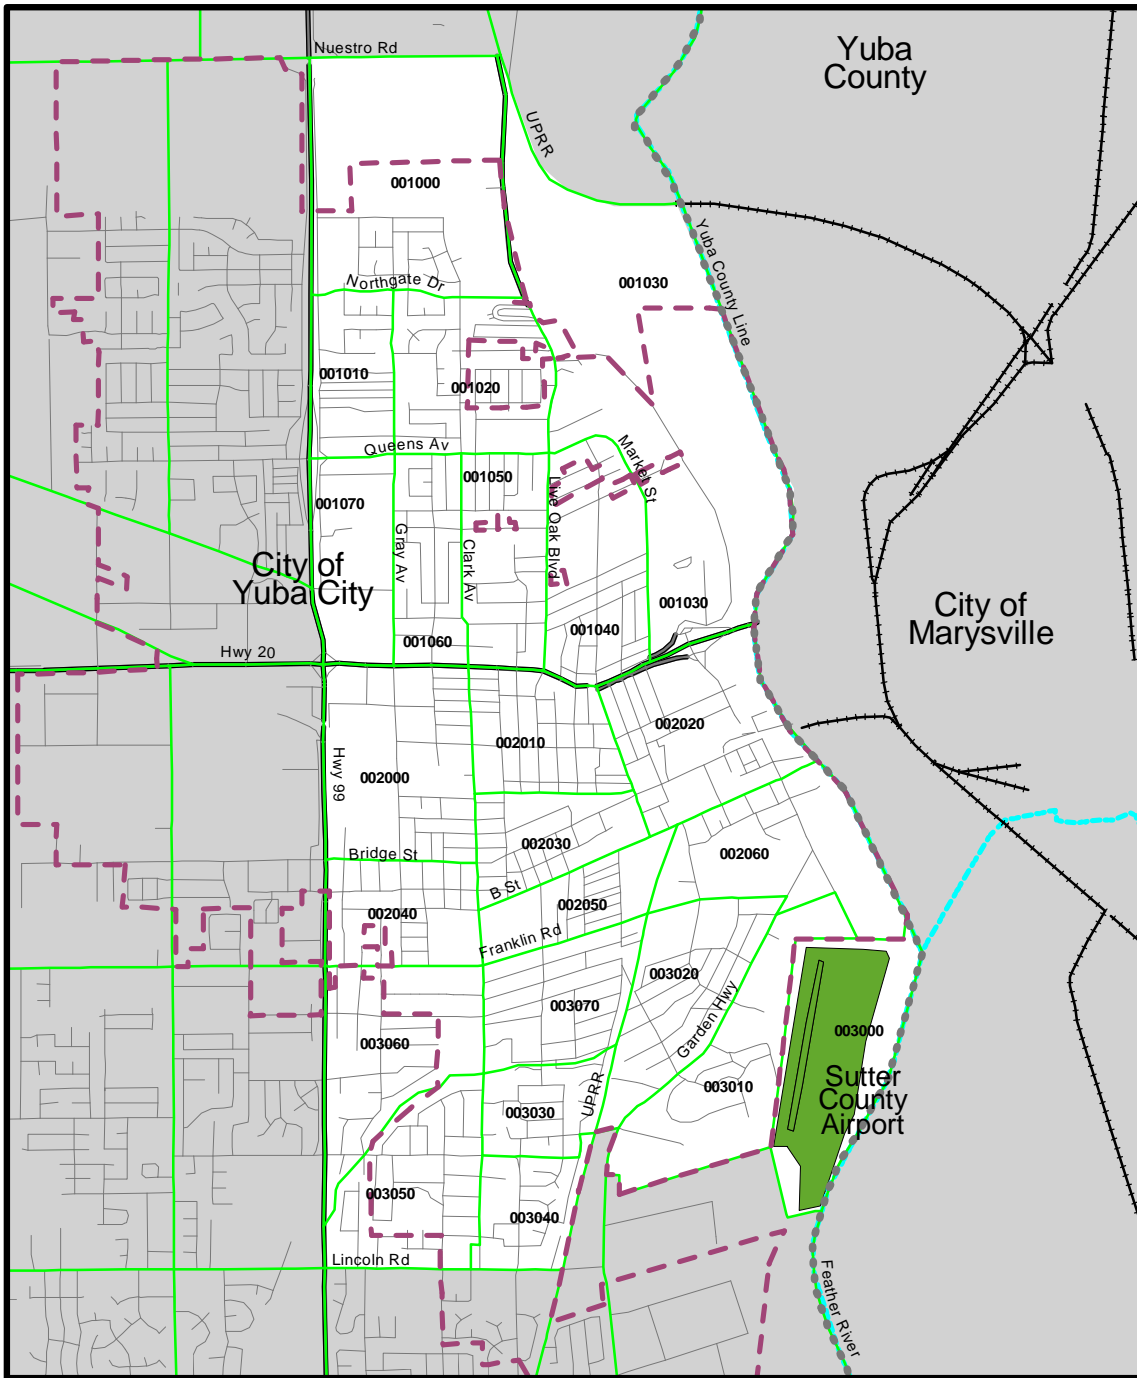 Nuestro Rd
Yuba
County
UPRR
001000
Yuba County Line
Northgate Dr
001030
001010
001020
Queens Av
Market St
001050
001070
Live Oak Blvd
Gray Av
Clark Av
City of
Yuba City
001030
City of
Marysville
001040
001060
Hwy 20
002020
002010
Hwy 99
002000
002030
Bridge St
002060
B St
002050
002040
Franklin Rd
003020
003070
Garden Hwy
003000
003060
Sutter
County
Airport
003010
UPRR
003030
003050
003040
Lincoln Rd
Feather River